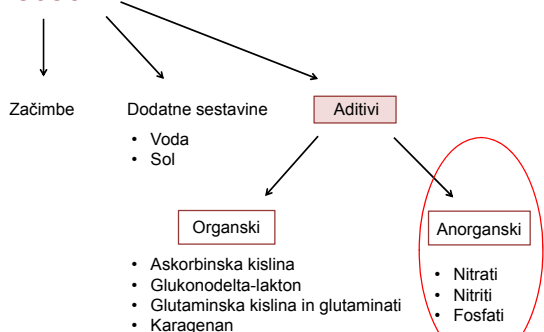 Začimbe
Dodatne sestavine
• Voda
• Sol
Aditivi
Organski
• Askorbinska kislina
• Glukonodelta-lakton
• Glutaminska kislina in glutaminati
• Karagenan
Anorganski
• Nitrati
• Nitriti
• Fosfati